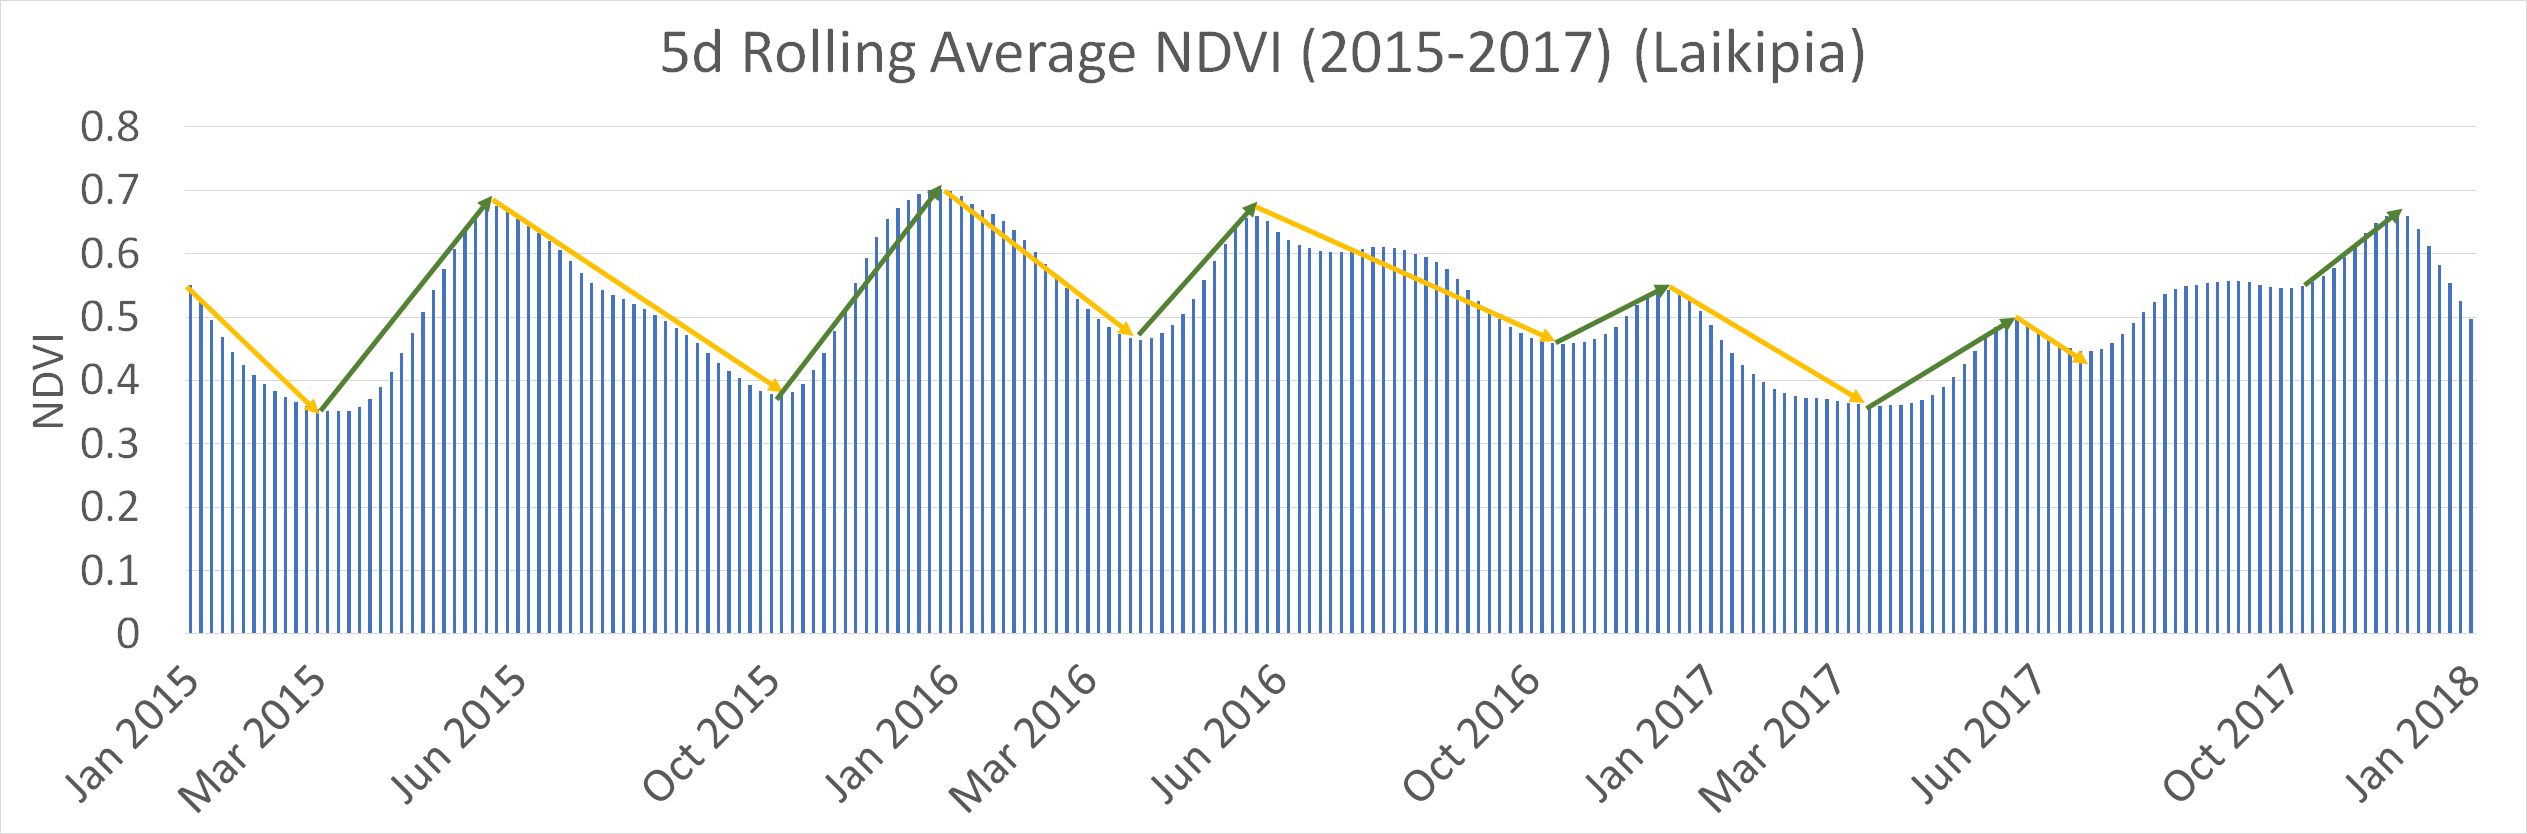 5d Rolling Average NDVI (2015-2017) (Laikipia)
NDVI
0.8
0.7
0.6
0.5
0.4
0.3
0.2
0.1
0
Jan 2015
Mar 2015
Jun 2015
Oct 2015
Jan 2016
Mar 2016
Jun 2016
Oct 2016
Jan 2017
Mar 2017
Jun 2017
Oct 2017
Jan 2018